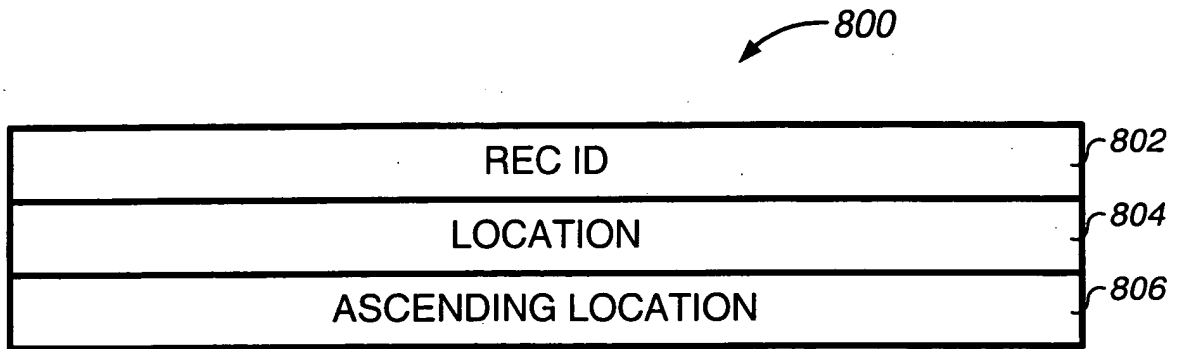 800
REC ID 802
LOCATION 804
ASCENDING LOCATION 806